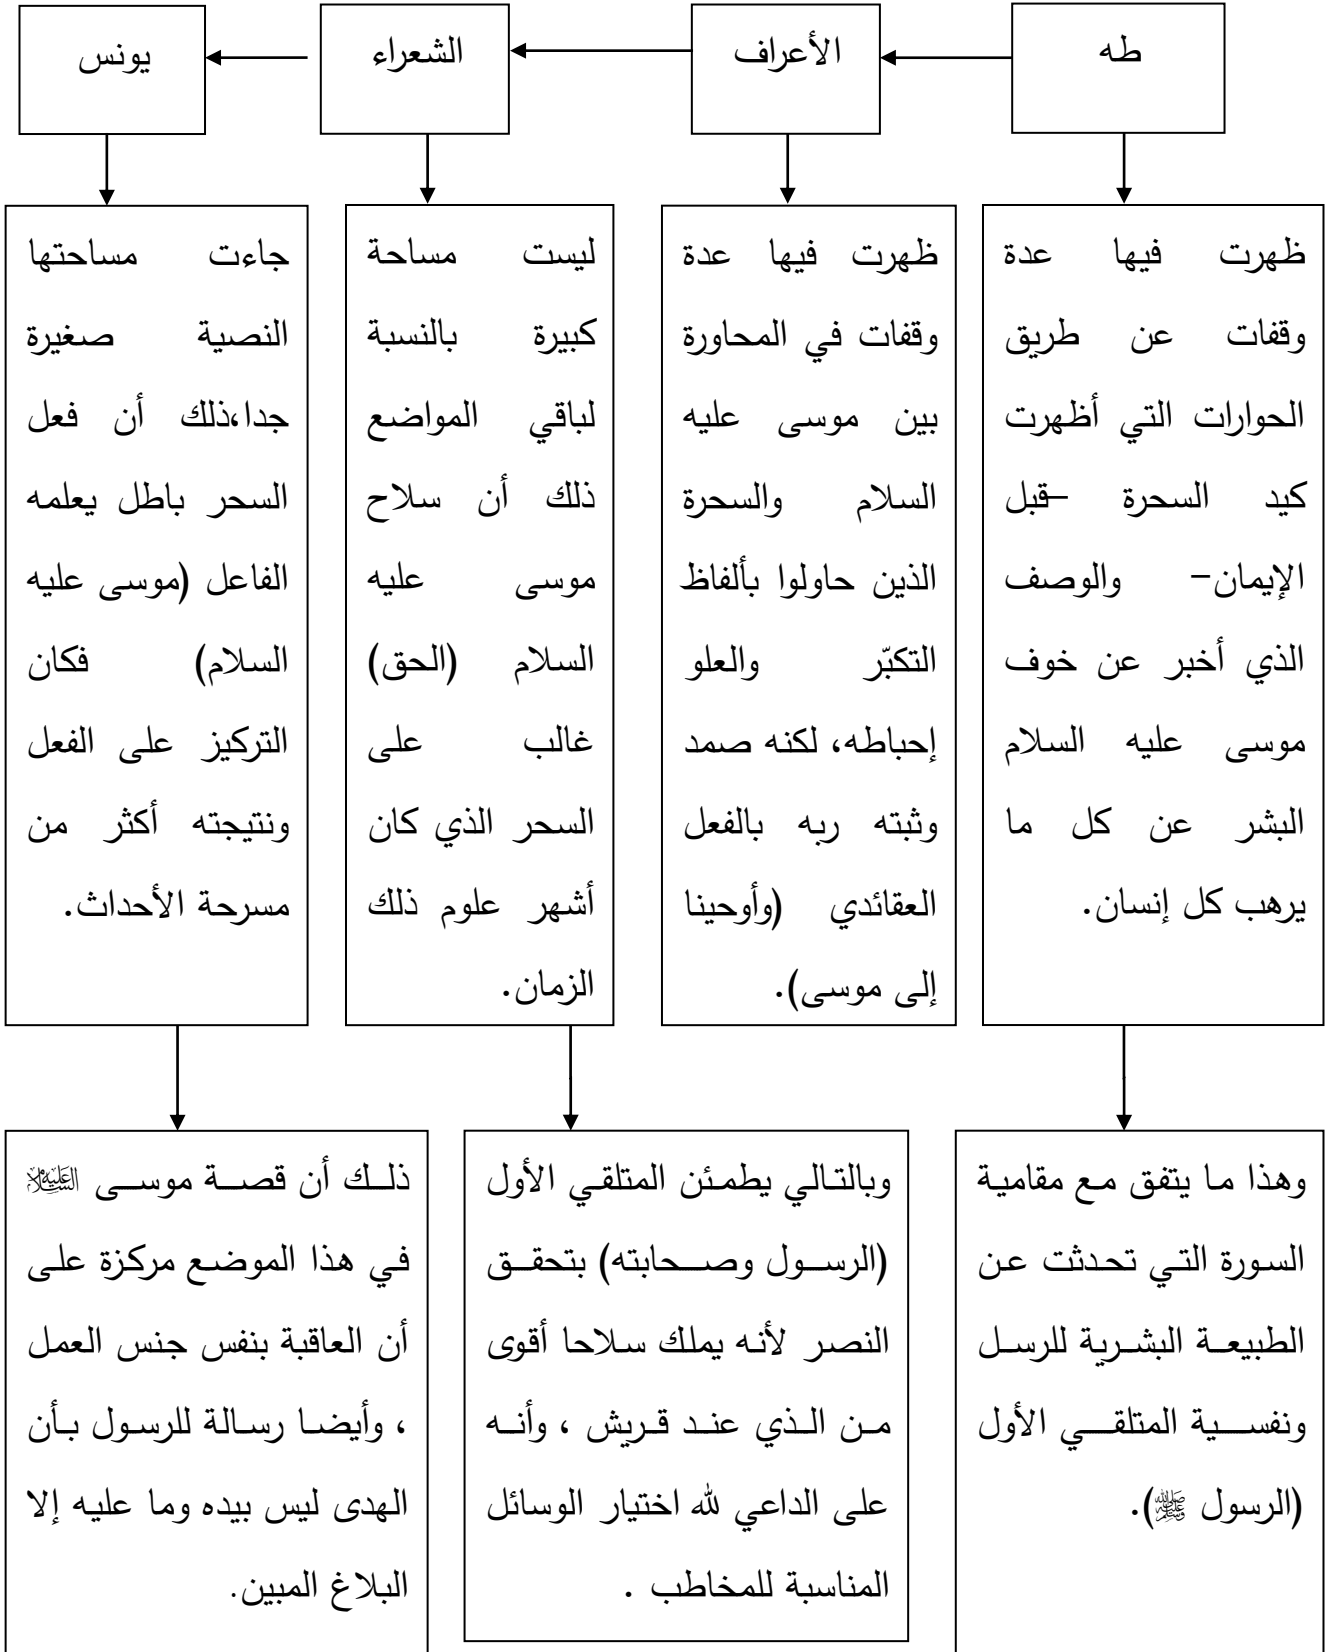 طه
الأعراف
الشعراء
يونس
ظهرت فيها عدة
وقفات عن طريق
الحوارات التي أظهرت
كيد السحرة –قبل
الإيمان- والوصف
الذي أخبر عن خوف
موسى عليه السلام
البشر عن كل ما
يرهب كل إنسان.
ظهرت فيها عدة
وقفات في المحاورة
بين موسى عليه
السلام والسحرة
الذين حاولوا بألفاظ
التكبّر والعلو
إحباطه، لكنه صمد
وثبته ربه بالفعل
العقائدي (وأوحينا
إلى موسى).
ليست مساحة
كبيرة بالنسبة
لباقي المواضع
ذلك أن سلاح
موسى عليه
السلام (الحق)
غالب على
السحر الذي كان
أشهر علوم ذلك
الزمان.
جاءت مساحتها
النصية صغيرة
جدا،ذلك أن فعل
السحر باطل يعلمه
الفاعل (موسى عليه
السلام) فكان
التركيز على الفعل
ونتيجته أكثر من
مسرحة الأحداث.
وهذا ما يتفق مع مقامية
السورة التي تحدثت عن
الطبيعة البشرية للرسل
ونفسية المتلقي الأول
(الرسول ﷺ).
وبالتالي يطمئن المتلقي الأول
(الرسول وصحابته) بتحقق
النصر لأنه يملك سلاحا أقوى
من الذي عند قريش ، وأنه
على الداعي لله اختيار الوسائل
المناسبة للمخاطب .
ذلك أن قصة موسى عليه السلام
في هذا الموضع مركزة على
أن العاقبة بنفس جنس العمل
، وأيضا رسالة للرسول بأن
الهدى ليس بيده وما عليه إلا
البلاغ المبين.